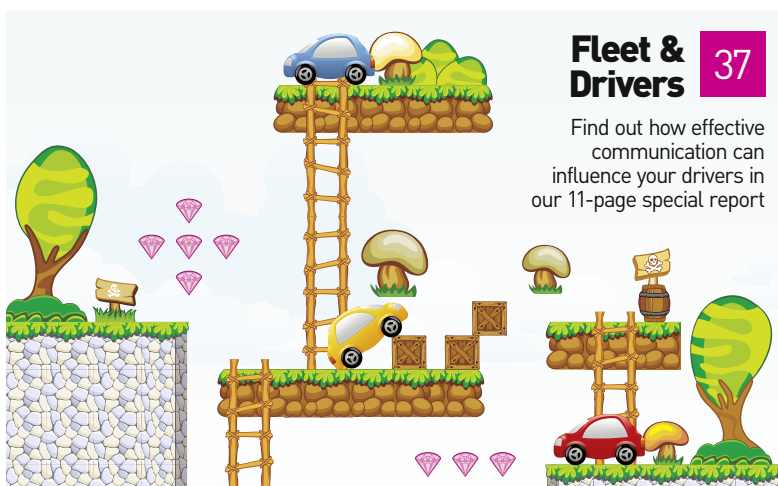 Fleet &
Drivers
37
Find out how effective
communication can
influence your drivers in
our 11-page special report